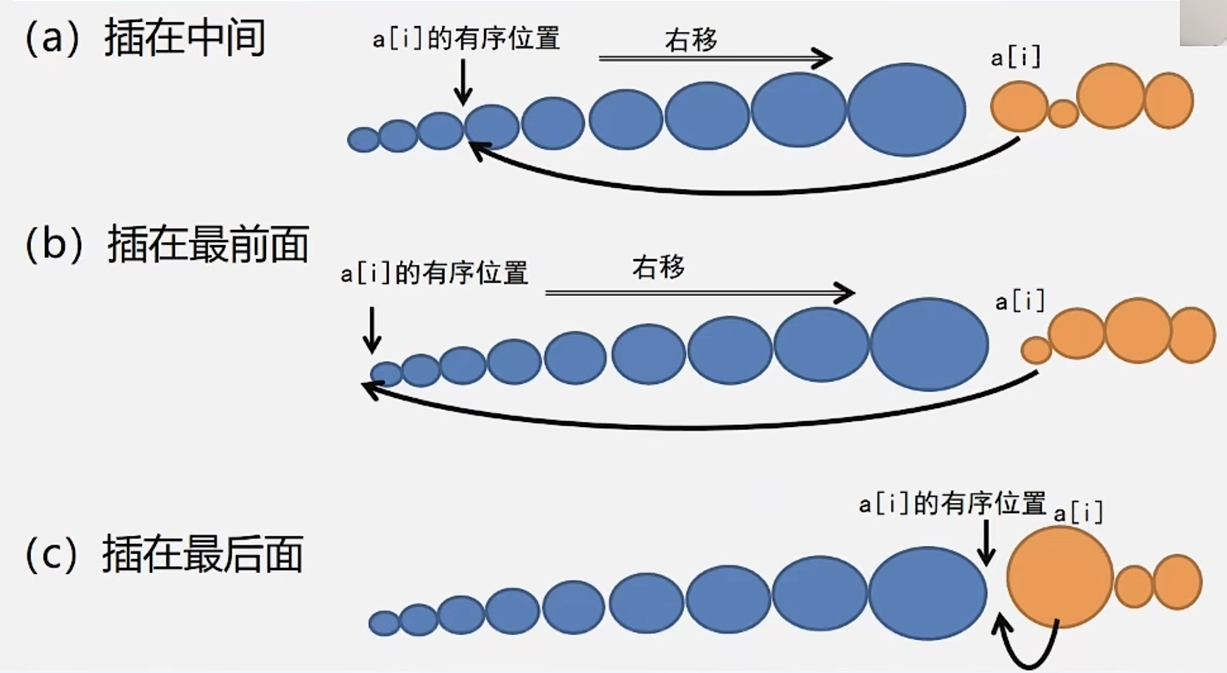 （a）插在中间
a[i]的有序位置
右移
a[i]
（b）插在最前面
a[i]的有序位置
右移
a[i]
（c）插在最后面
a[i]的有序位置
a[i]